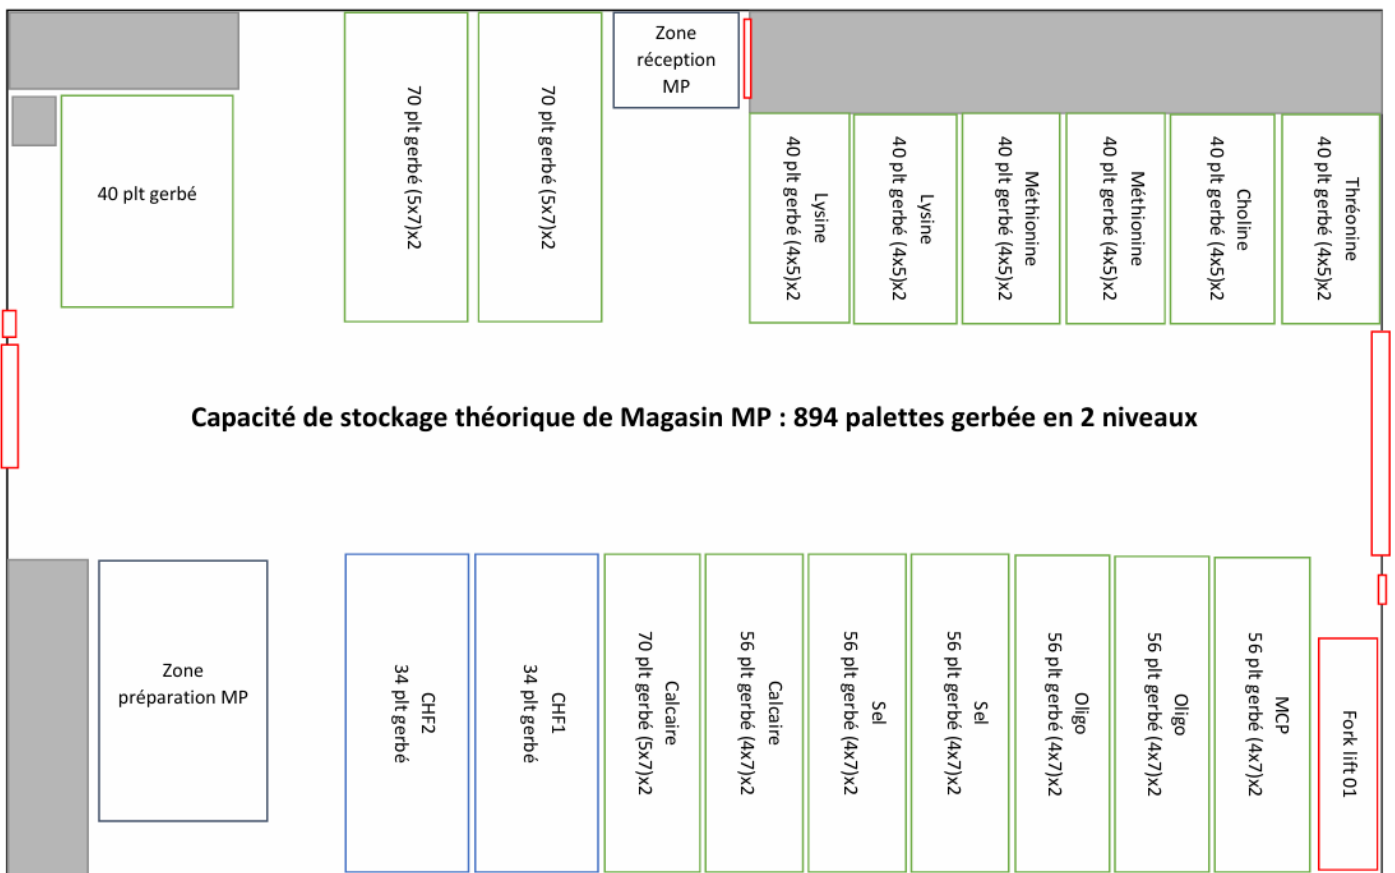 Zone
réception
MP
40 plt gerbé
70 plt gerbé (5x7)x2
70 plt gerbé (5x7)x2
Lysine
40 plt gerbé (4x5)x2
Lysine
40 plt gerbé (4x5)x2
Méthionine
40 plt gerbé (4x5)x2
Méthionine
40 plt gerbé (4x5)x2
Choline
40 plt gerbé (4x5)x2
Thréonine
40 plt gerbé (4x5)x2
Capacité de stockage théorique de Magasin MP : 894 palettes gerbée en 2 niveaux
Zone
préparation MP
CHF2
34 plt gerbé
CHF1
34 plt gerbé
Calcaire
70 plt gerbé (5x7)x2
Calcaire
56 plt gerbé (4x7)x2
Sel
56 plt gerbé (4x7)x2
Sel
56 plt gerbé (4x7)x2
Oligo
56 plt gerbé (4x7)x2
Oligo
56 plt gerbé (4x7)x2
MCP
56 plt gerbé (4x7)x2
Fork lift 01